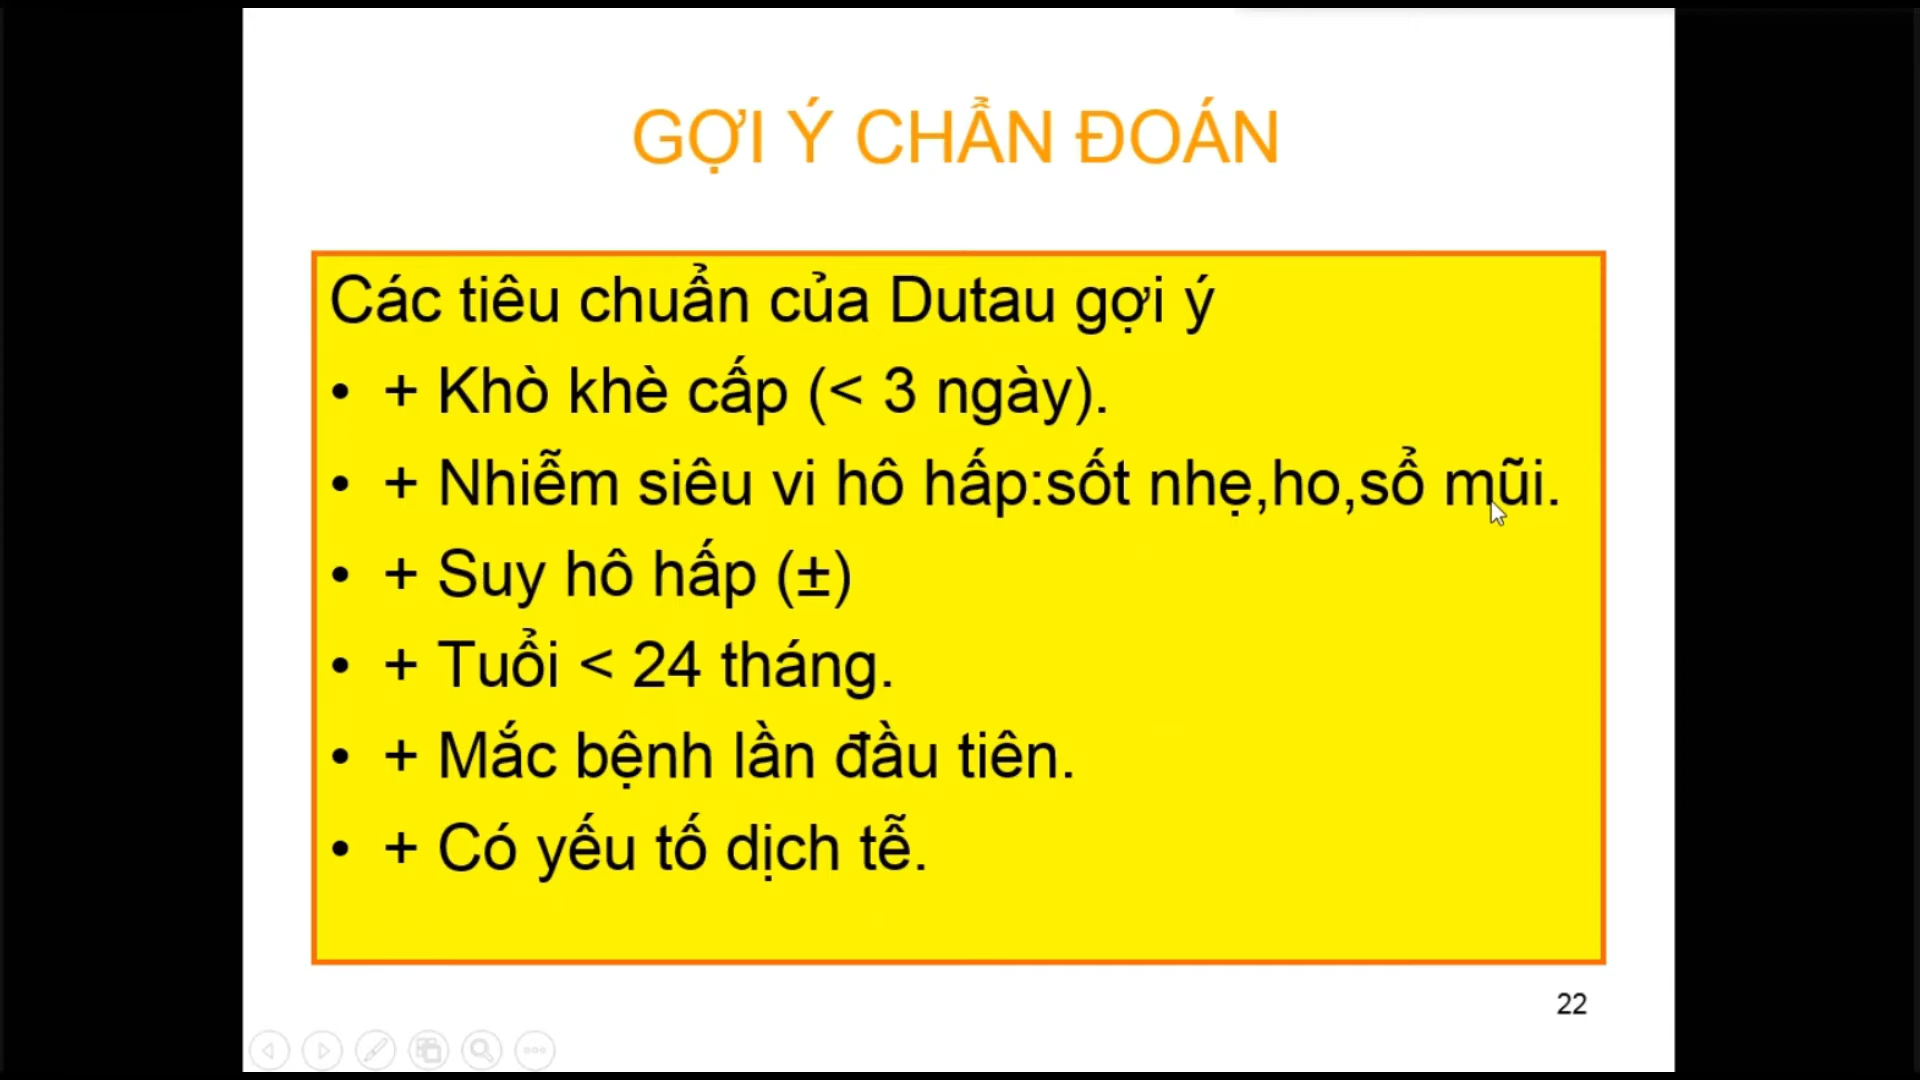 GỢI Ý CHẨN ĐOÁN
Các tiêu chuẩn của Dutau gợi ý
• + Khò khè cấp (< 3 ngày).
• + Nhiễm siêu vi hô hấp:sốt nhẹ,ho,sổ mũi.
• + Suy hô hấp (±)
• + Tuổi < 24 tháng.
• + Mắc bệnh lần đầu tiên.
• + Có yếu tố dịch tễ.
22